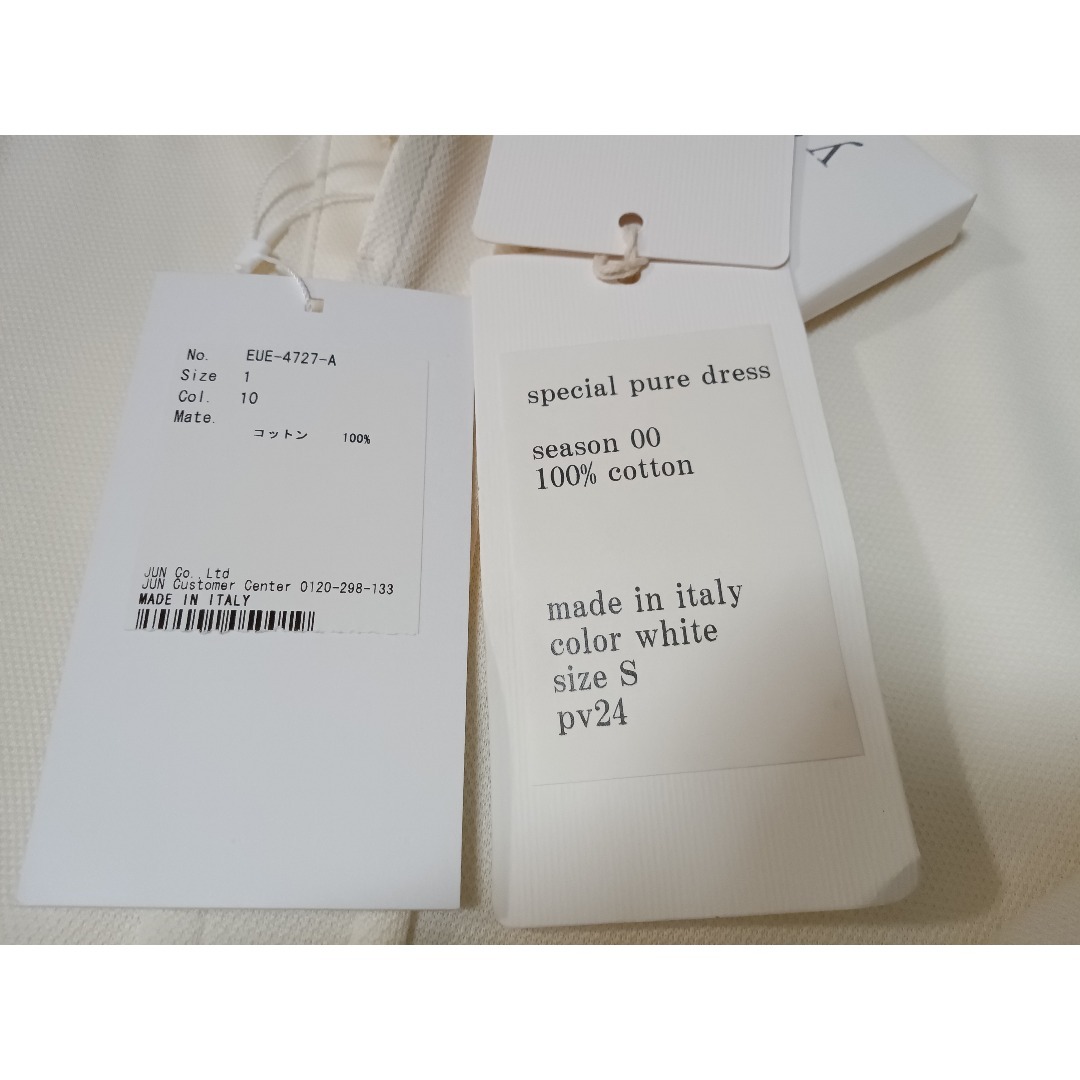 No. EUE-4727-A
Size 1
Col. 10
Mate.
コットン 100%
JUN Co.,Ltd
JUN Customer Center 0120-298-133
MADE IN ITALY
special pure dress
season 00
100% cotton
made in italy
color white
size S
pv24